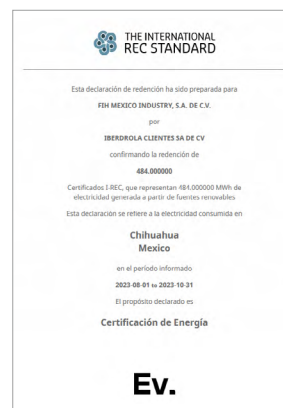 THE INTERNATIONAL
REC STANDARD
Esta declaración de redención ha sido preparada para
FIH MEXICO INDUSTRY, S.A. DE C.V.
por
IBERDROLA CLIENTES SA DE CV
confirmando la redención de
484.000000
Certificados I-REC, que representan 484.000000 MWh de
electricidad generada a partir de fuentes renovables
Esta declaración se refiere a la electricidad consumida en
Chihuahua
Mexico
en el período informado
2023-08-01 to 2023-10-31
El propósito declarado es
Certificación de Energía
Ev.